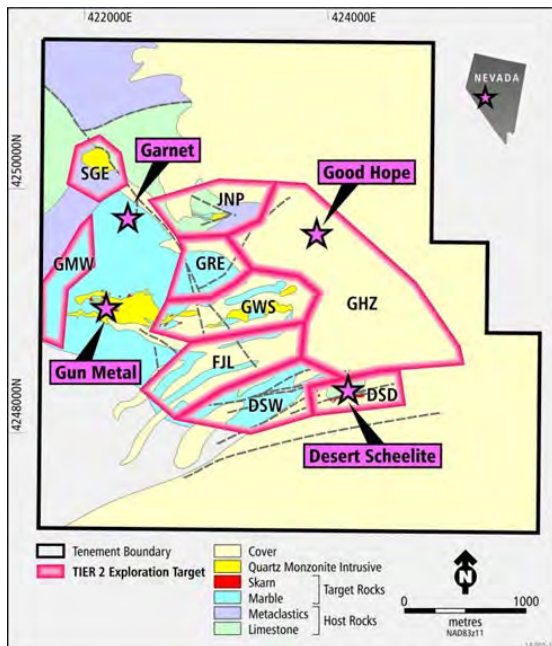 422000E
424000E
NEVADA
4250000N
Garnet
Good Hope
SGE
JNP
GMW
GRE
GHZ
GWS
Gun Metal
FJL
4248000N
DSW
DSD
Desert Scheelite
Tenement Boundary
TIER 2 Exploration Target
Cover
Quartz Monzonite Intrusive
Skarn
Marble
Target Rocks
Metaclastics
Limestone
Host Rocks
N
0
1000
metres
NAD83z11